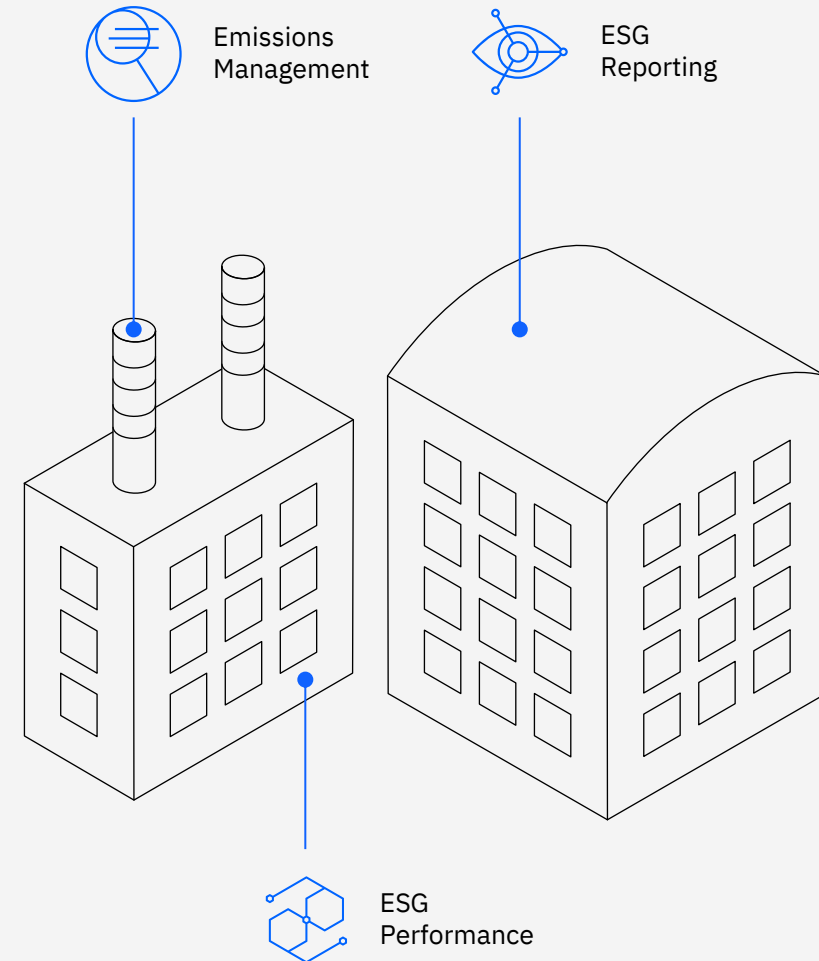 Emissions
Management
ESG
Reporting
ESG
Performance